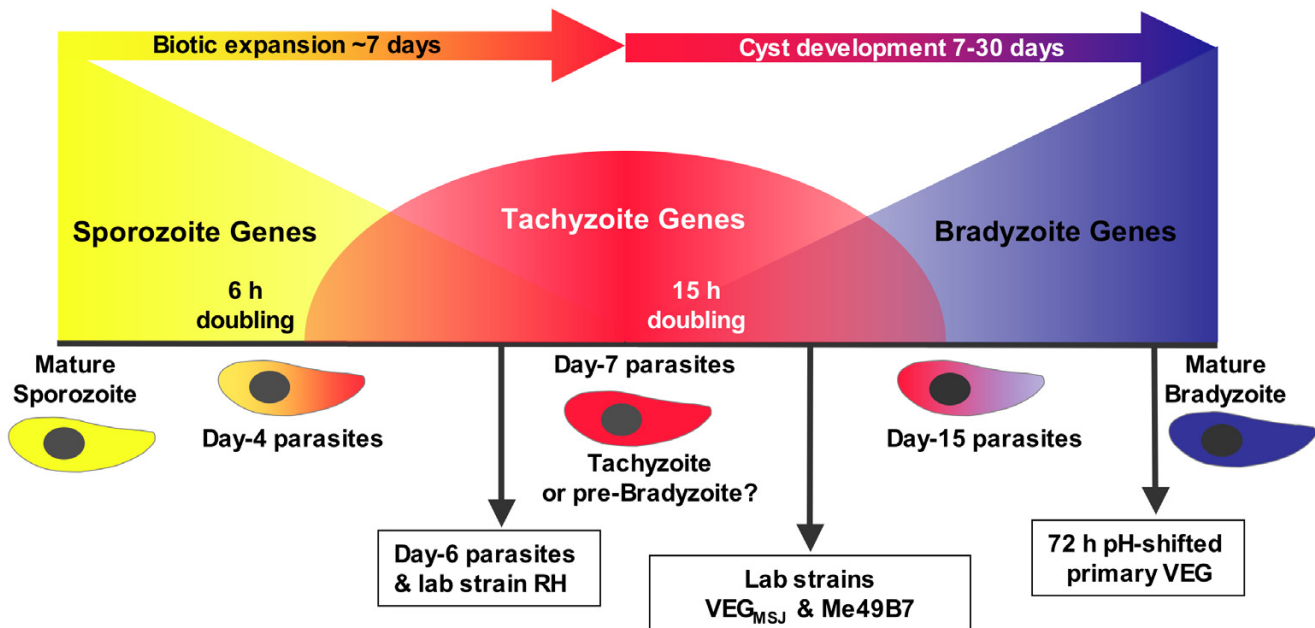 Biotic expansion ~7 days
Cyst development 7-30 days
Sporozoite Genes
Tachyzoite Genes
Bradyzoite Genes
6 h
doubling
15 h
doubling
Mature
Sporozoite
Day-4 parasites
Day-7 parasites
Tachyzoite
or pre-Bradyzoite?
Day-15 parasites
Mature
Bradyzoite
Day-6 parasites
& lab strain RH
Lab strains
VEGMSJ & Me49B7
72 h pH-shifted
primary VEG